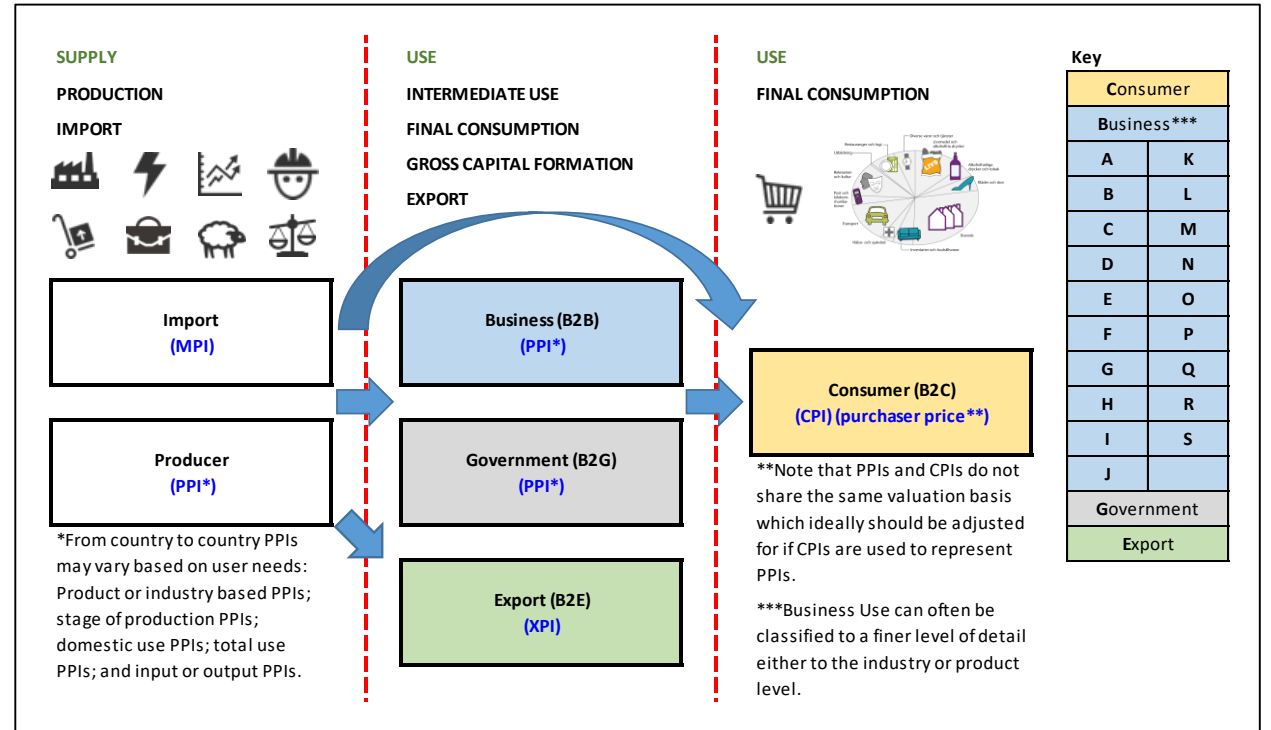 SUPPLY
PRODUCTION
IMPORT
Import
(MPI)
Producer
(PPI*)
*From country to country PPIs
may vary based on user needs:
Product or industry based PPIs;
stage of production PPIs;
domestic use PPIs; total use
PPIs; and input or output PPIs.
USE
INTERMEDIATE USE
FINAL CONSUMPTION
GROSS CAPITAL FORMATION
EXPORT
Business (B2B)
(PPI*)
Government (B2G)
(PPI*)
Export (B2E)
(XPI)
USE
FINAL CONSUMPTION
Transport
Utbildning
Consumer (B2C)
(CPI) (purchaser price**)
**Note that PPIs and CPIs do not
share the same valuation basis
which ideally should be adjusted
for if CPIs are used to represent
PPIs.
***Business Use can often be
classified to a finer level of detail
either to the industry or product
level.
Key
Consumer
Business***
A K
B L
C M
D N
E O
F P
G Q
H R
I S
J
Government
Export